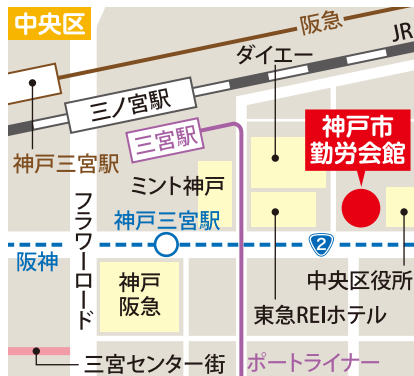 中央区
阪急
JR
ダイエー
三ノ宮駅
三宮駅
神戸市
勤労会館
神戸三宮駅
ミント神戸
フラワーロード
神戸三宮駅
阪神
2
神戸
阪急
中央区役所
東急REIホテル
三宮センター街
ポートライナー